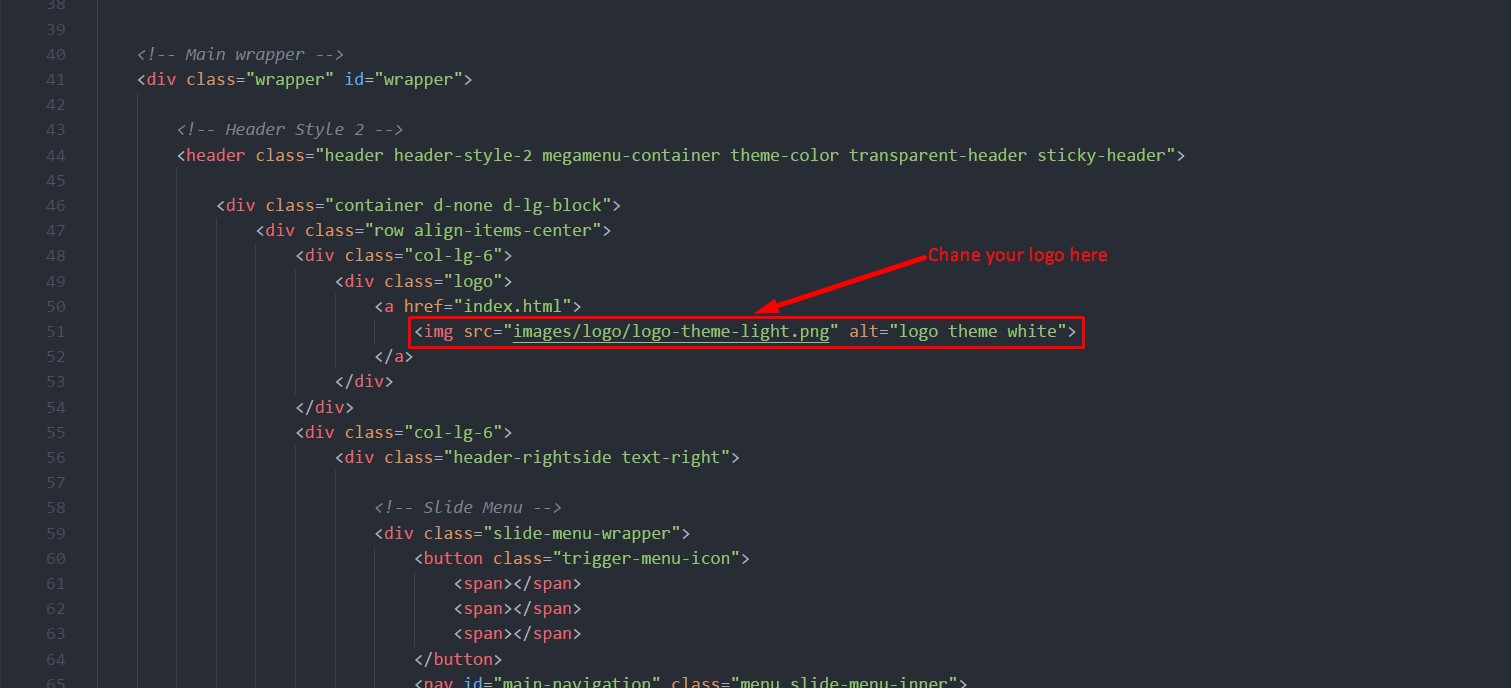 38
39
40 <!-- Main wrapper -->
41 <div class="wrapper" id="wrapper">
42
43 <!-- Header Style 2 -->
44 <header class="header header-style-2 megamenu-container theme-color transparent-header sticky-header">
45
46 <div class="container d-none d-lg-block">
47 <div class="row align-items-center">
48 <div class="col-lg-6">
Chane your logo here
49 <div class="logo">
50 <a href="index.html">
51 <img src="images/logo/logo-theme-light.png" alt="logo theme white">
52 </a>
53 </div>
54 </div>
55 <div class="col-lg-6">
56 <div class="header-rightside text-right">
57
58 <!-- Slide Menu -->
59 <div class="slide-menu-wrapper">
60 <button class="trigger-menu-icon">
61 <span></span>
62 <span></span>
63 <span></span>
64 </button>
65 <nav id="main-navigation" class="menu slide-menu-inner">